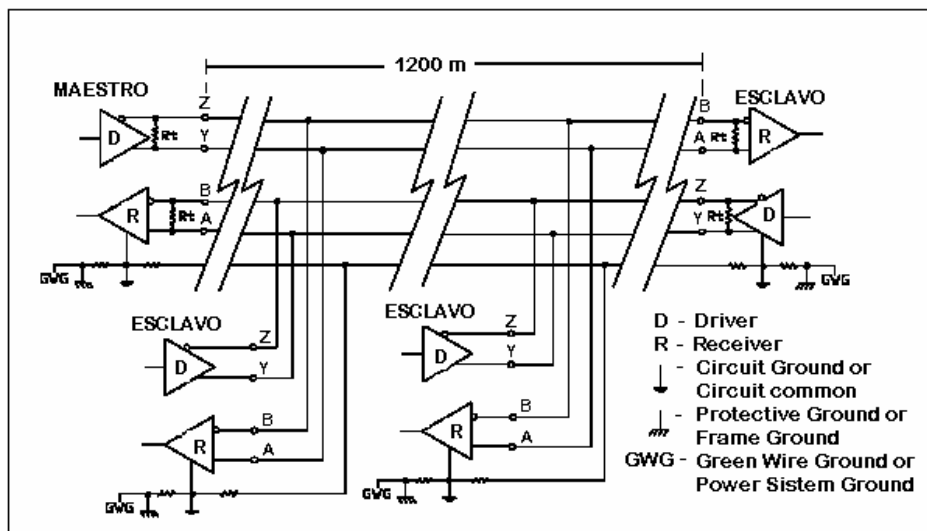 1200 m
MAESTRO
ESCLAVO
Z
B
D
Rt
Y
A
Rt
R
B
Z
R
Rt
A
Y
Rt
D
GWG
GWG
ESCLAVO
ESCLAVO
Z
Z
D
Y
D
Y
B
B
R
A
R
A
GWG
GWG
D - Driver
R - Receiver
- Circuit Ground or
Circuit common
- Protective Ground or
Frame Ground
GWG - Green Wire Ground or
Power Sistem Ground